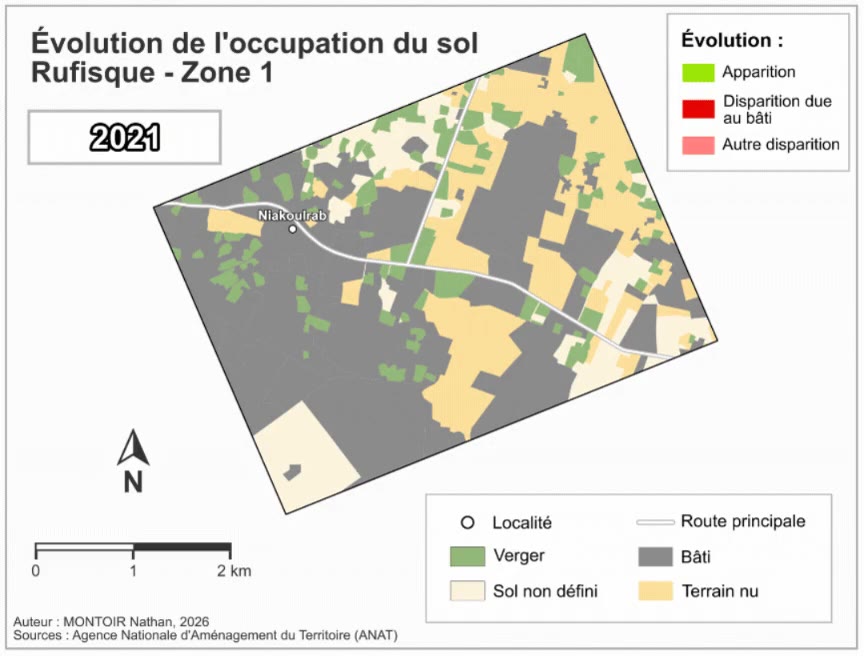 Évolution de l'occupation du sol
Rufisque - Zone 1
2021
Évolution :
Apparition
Disparition due
au bâti
Autre disparition
Niakoulrab
N
0 1 2 km
Localité
Route principale
Verger
Bâti
Sol non défini
Terrain nu
Auteur : MONTOIR Nathan, 2026
Sources : Agence Nationale d'Aménagement du Territoire (ANAT)